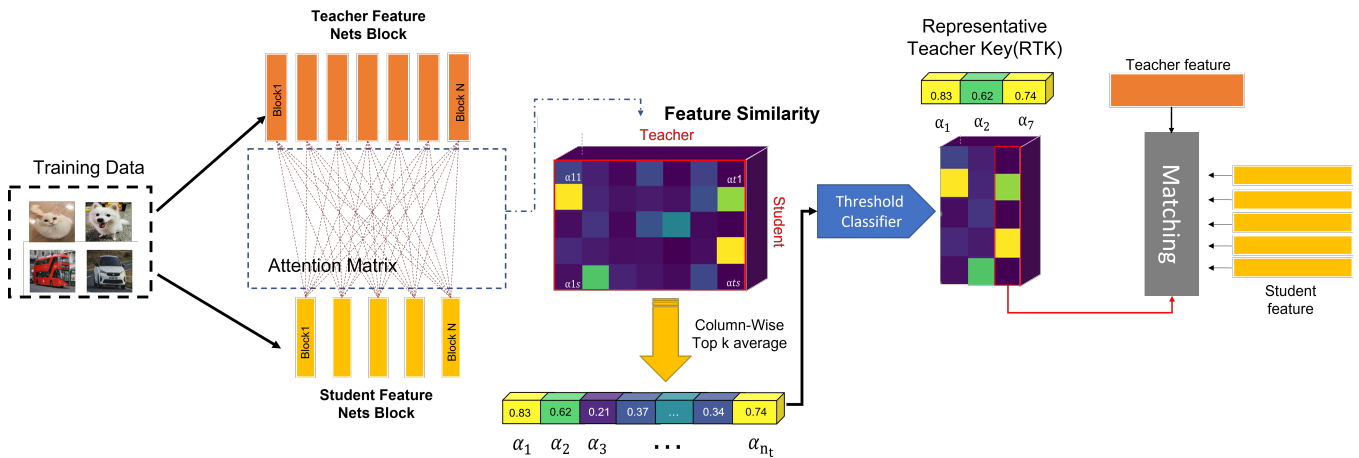 Teacher Feature
Nets Block
Block1
Block N
Training Data
Attention Matrix
Block1
Block N
Student Feature
Nets Block
Feature Similarity
Teacher
Student
α11
αt1
α1s
αts
Column-Wise
Top k average
0.83 0.62 0.21 0.37 ... 0.34 0.74
α1 α2 α3 ... αnt
Threshold
Classifier
Representative
Teacher Key(RTK)
0.83 0.62 0.74
α1 α2 α7
Teacher feature
Matching
Student
feature